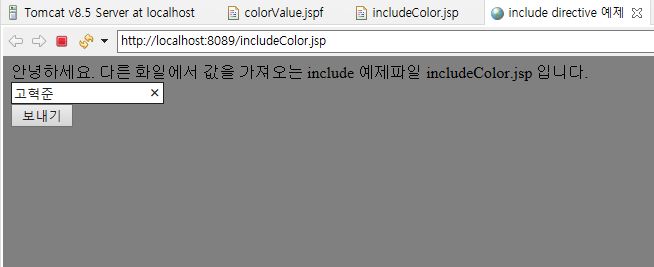 Tomcat v8.5 Server at localhost
colorValue.jspf
includeColor.jsp
include directive 예제
http://localhost:8089/includeColor.jsp
안녕하세요. 다른 화일에서 값을 가져오는 include 예제파일 includeColor.jsp 입니다.
고혁준
보내기